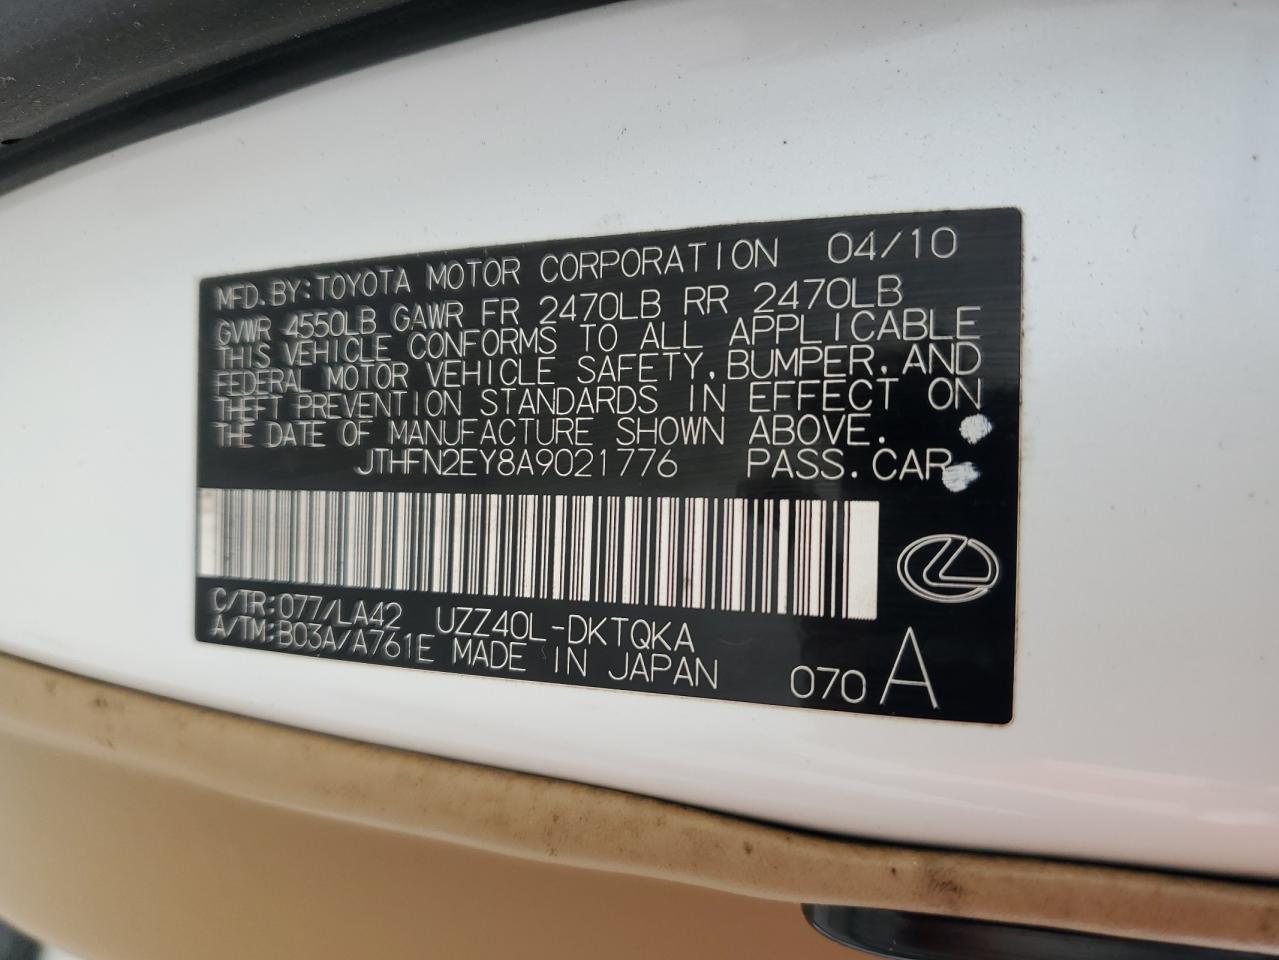 MFD.BY:TOYOTA MOTOR CORPORATION 04/10
GVWR 4550LB GAWR FR 2470LB RR 2470LB
THIS VEHICLE CONFORMS TO ALL APPLICABLE
FEDERAL MOTOR VEHICLE SAFETY,BUMPER,AND
THEFT PREVENTION STANDARDS IN EFFECT ON
THE DATE OF MANUFACTURE SHOWN ABOVE.
JTHFN2EY8A9021776 PASS.CAR
C/TR:077/LA42 UZZ40L-DKTQKA
A/TM:B03A/A761E MADE IN JAPAN 070 A